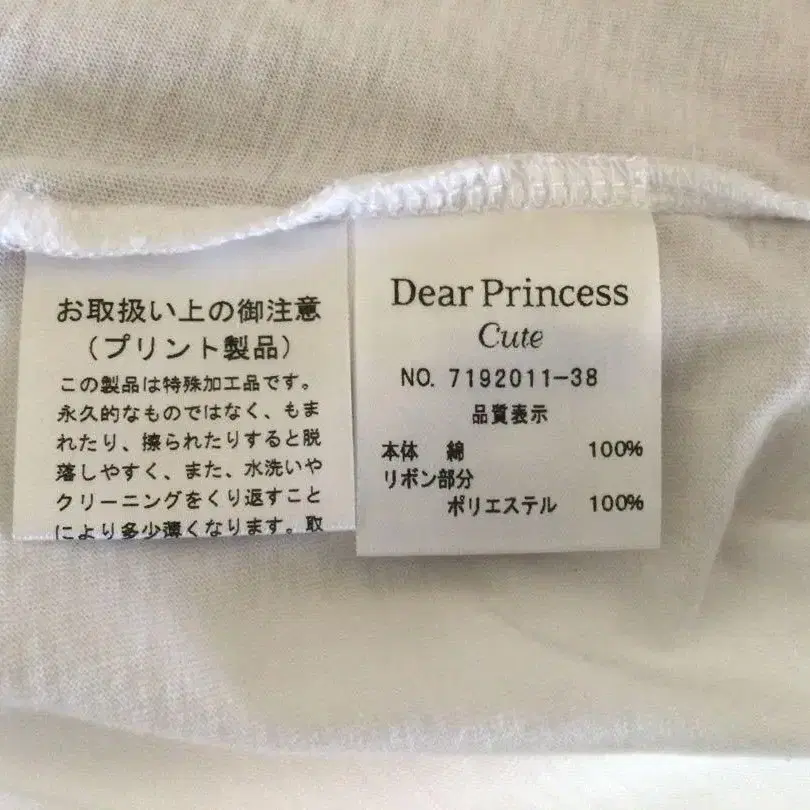 お取扱い上の御注意
（プリント製品）
この製品は特殊加工品です。
永久的なものではなく、もま
れたり、擦られたりすると脱
落しやすく、また、水洗いや
クリーニングをくり返すこと
により多少薄くなります。取
Dear Princess
Cute
NO. 7192011-38
品質表示
本体 綿 100%
リボン部分
ポリエステル 100%